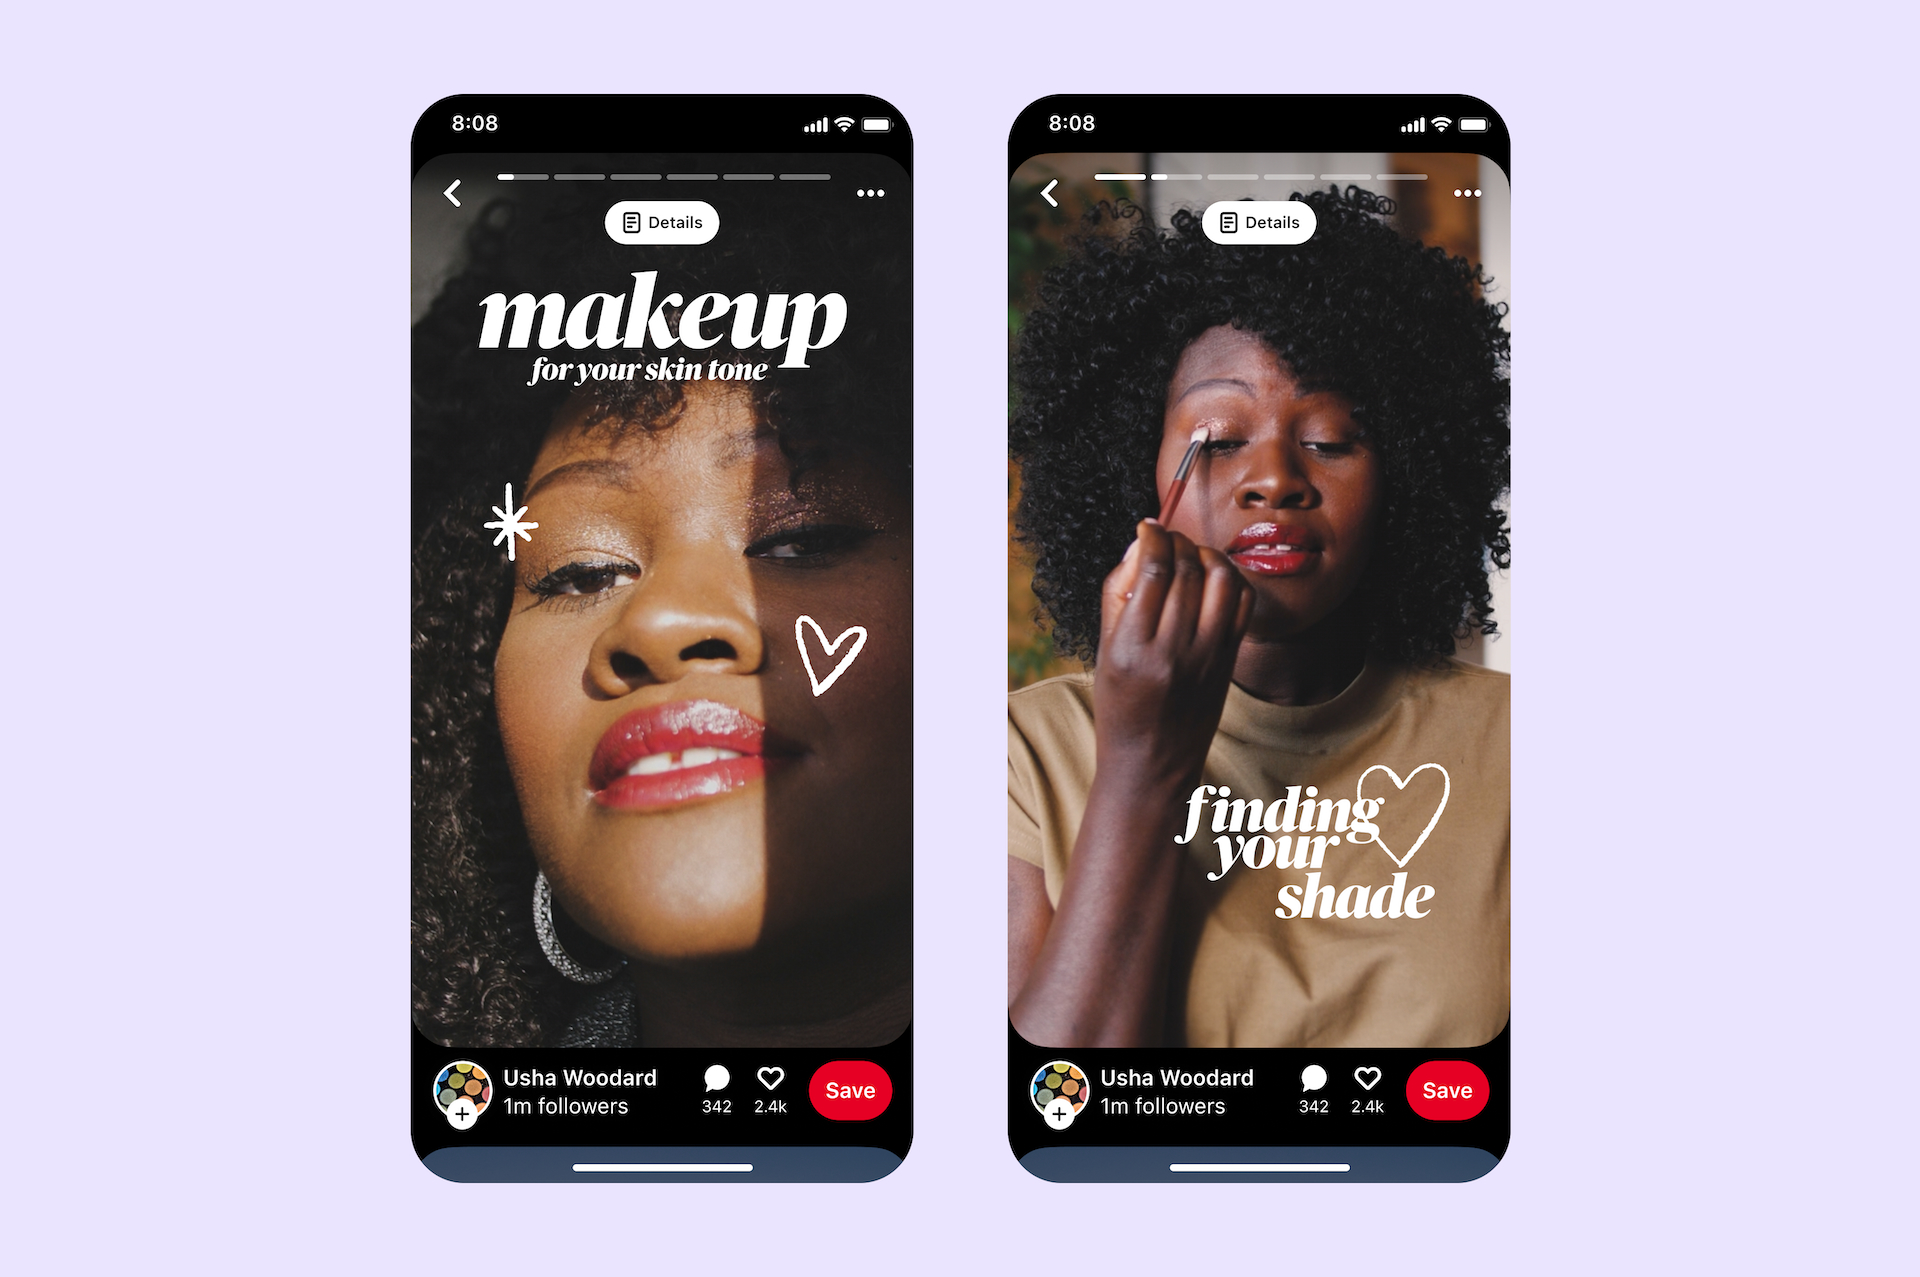 8:08
Details
makeup
for your skin tone
Usha Woodard
1m followers
342
2.4k
Save
8:08
Details
finding
your
shade
Usha Woodard
1m followers
342
2.4k
Save